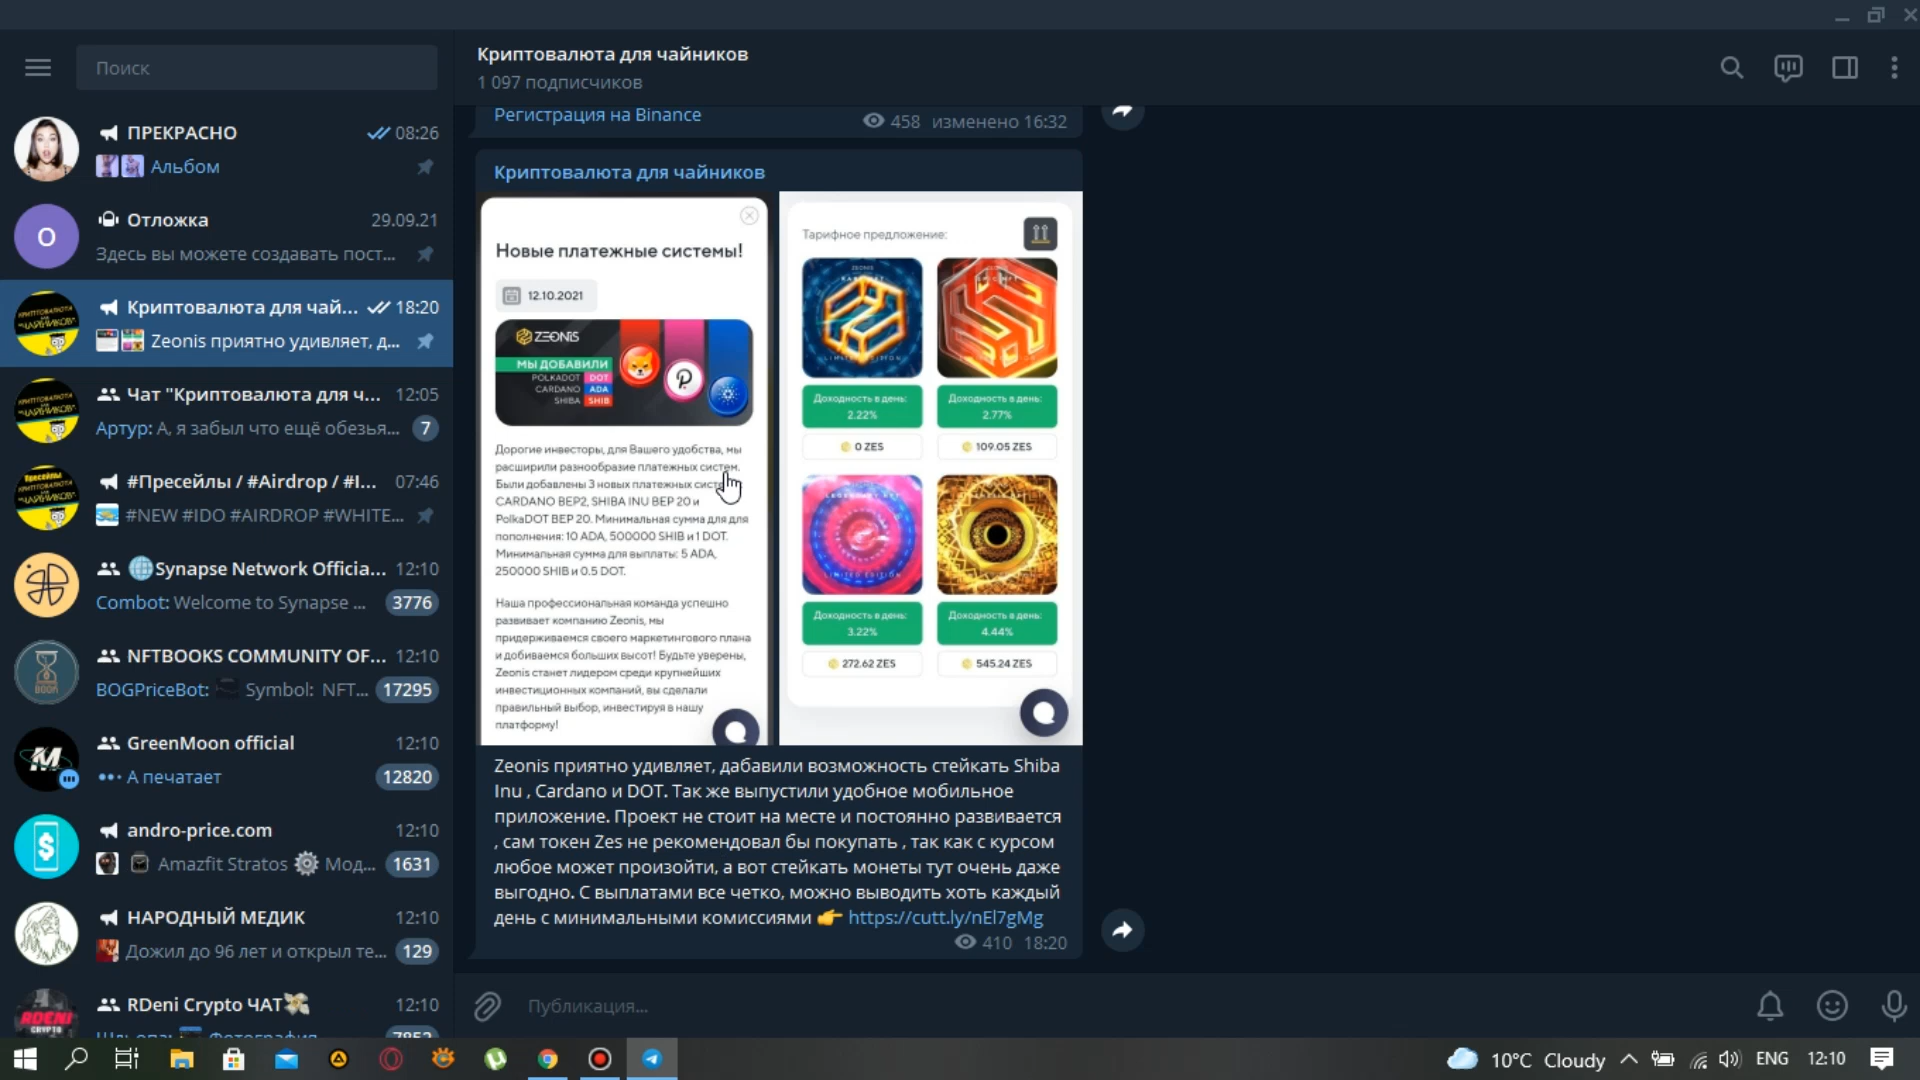 Поиск
ПРЕКРАСНО
08:26
Альбом
О
Отложка
29.09.21
Здесь вы можете создавать пост...
Криптовалюта для чай...
18:20
Zeonis приятно удивляет, д...
Чат "Криптовалюта для ч...
12:05
Артур: А, я забыл что ещё обезья...
7
#Пресейлы / #Airdrop / #I...
07:46
#NEW #IDO #AIRDROP #WHITE...
Synapse Network Officia...
12:10
Combot: Welcome to Synapse ...
3776
NFTBOOKS COMMUNITY OF...
12:10
BOGPriceBot: Symbol: NFT...
17295
GreenMoon official
12:10
А печатает
12820
andro-price.com
12:10
Amazfit Stratos Мод...
1631
НАРОДНЫЙ МЕДИК
12:10
Дожил до 96 лет и открыл те...
129
RDeni Crypto ЧАТ
12:10
Криптовалюта для чайников
1 097 подписчиков
Регистрация на Binance
458 изменено 16:32
Криптовалюта для чайников
Новые платежные системы!
12.10.2021
ZEONIS
МЫ ДОБАВИЛИ
POLKADOT DOT
CARDANO ADA
SHIBA SHIB
Дорогие инвесторы, для Вашего удобства, мы
расширили разнообразие платежных систем.
Были добавлены 3 новых платежных
CARDANO BEP2, SHIBA INU BEP 20 и
PolkaDOT BEP 20. Минимальная сумма для для
пополнения: 10 ADA, 500000 SHIB и 1 DOT.
Минимальная сумма для выплаты: 5 ADA,
250000 SHIB и 0.5 DOT.
Наша профессиональная команда успешно
развивает компанию Zeonis, мы
придерживаемся своего маркетингового плана
и добиваемся больших высот! Будьте уверены,
Zeonis станет лидером среди крупнейших
инвестиционных компаний, вы сделали
правильный выбор, инвестируя в нашу
платформу!
Тарифное предложение:
Доходность в день:
2.22%
0 ZES
Доходность в день:
2.77%
109.05 ZES
LIMITED EDITION
Доходность в день:
3.22%
272.62 ZES
Доходность в день:
4.44%
545.24 ZES
Zeonis приятно удивляет, дабавили возможность стейкать Shiba
Inu , Cardano и DOT. Так же выпустили удобное мобильное
приложение. Проект не стоит на месте и постоянно развивается
, сам токен Zes не рекомендовал бы покупать , так как с курсом
любое может произойти, а вот стейкать монеты тут очень даже
выгодно. С выплатами все четко, можно выводить хоть каждый
день с минимальными комиссиями https://cutt.ly/nEl7gMg
410 18:20
Публикация...
10°C Cloudy
ENG
12:10